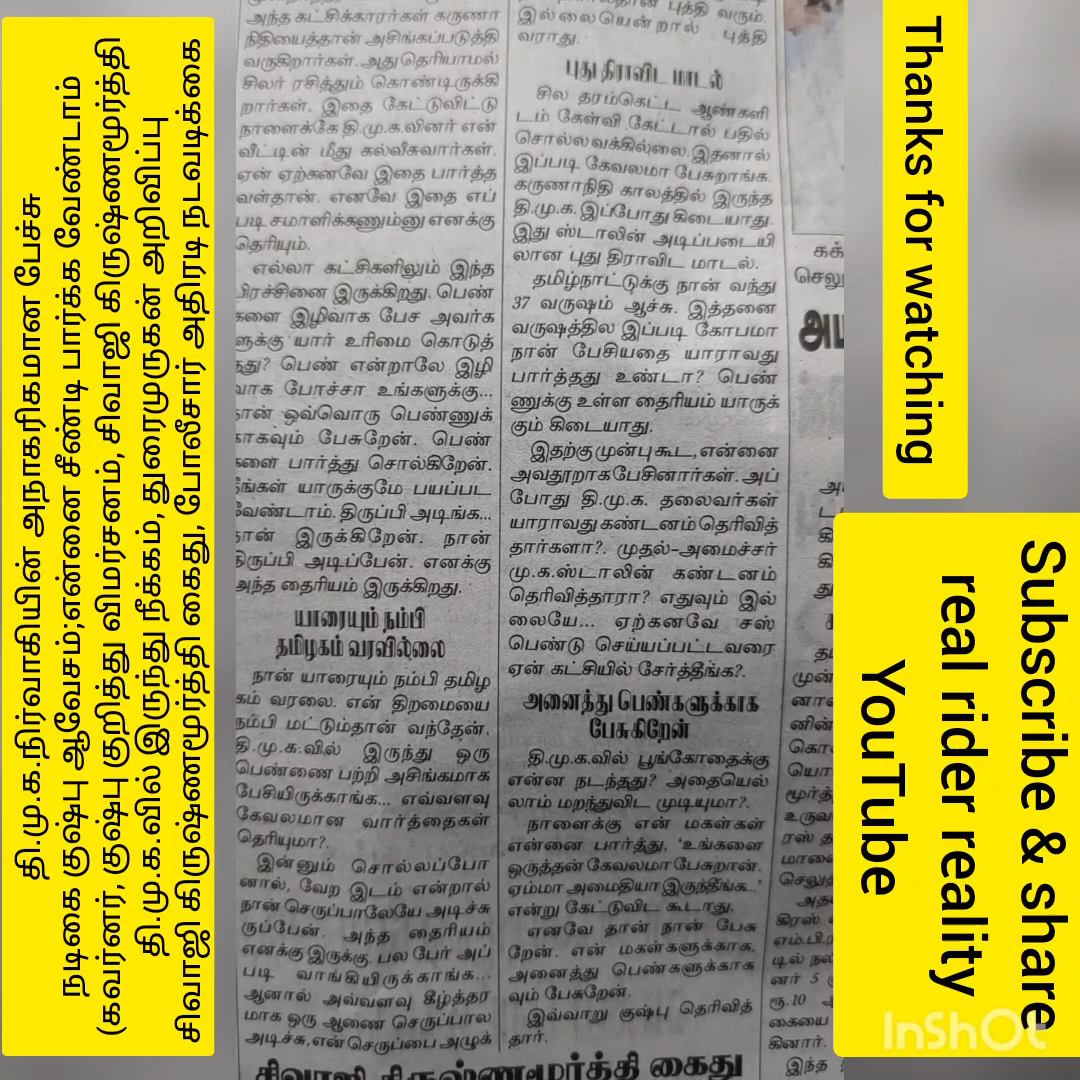 தி.மு.க.நிர்வாகியின் அநாகரிகமான பேச்சு
நடிகை குஷ்பு ஆவேசம்;என்னை சீண்டி பார்க்க வேண்டாம்
(கவர்னர், குஷ்பு குறித்து விமர்சனம், சிவாஜி கிருஷ்ணமூர்த்தி
தி.மு.க.வில் இருந்து நீக்கம், துரைமுருகன் அறிவிப்பு
சிவாஜி கிருஷ்ணமூர்த்தி கைது, போலீசார் அதிரடி நடவடிக்கை
அந்த கட்சிக்காரர்கள் கருணா
நிதியைத்தான் அசிங்கப்படுத்தி
வருகிறார்கள். அது தெரியாமல்
சிலர் ரசித்தும் கொண்டிருக்கி
றார்கள். இதை கேட்டுவிட்டு
நாளைக்கே தி.மு.க.வினர் என்
வீட்டின் மீது கல்வீசுவார்கள்.
ஏன் ஏற்கனவே இதை பார்த்த
வள்தான். எனவே இதை எப்
படி சமாளிக்கணும்னு எனக்கு
தெரியும்.
எல்லா கட்சிகளிலும் இந்த
பிரச்சினை இருக்கிறது. பெண்
களை இழிவாக பேச அவர்க
ளுக்கு யார் உரிமை கொடுத்
தது? பெண் என்றாலே இழி
வாக போச்சா உங்களுக்கு...
நான் ஒவ்வொரு பெண்ணுக்
காகவும் பேசுறேன். பெண்
களை பார்த்து சொல்கிறேன்.
நீங்கள் யாருக்குமே பயப்பட
வேண்டாம். திருப்பி அடிங்க...
நான் இருக்கிறேன். நான்
திருப்பி அடிப்பேன். எனக்கு
அந்த தைரியம் இருக்கிறது.
யாரையும் நம்பி
தமிழகம் வரவில்லை
நான் யாரையும் நம்பி தமிழ
கம் வரலை. என் திறமையை
நம்பி மட்டும்தான் வந்தேன்.
தி.மு.க.வில் இருந்து ஒரு
பெண்ணை பற்றி அசிங்கமாக
பேசியிருக்காங்க... எவ்வளவு
கேவலமான வார்த்தைகள்
தெரியுமா?.
இன்னும் சொல்லப்போ
னால், வேற இடம் என்றால்
நான் செருப்பாலேயே அடிச்சு
ருப்பேன். அந்த தைரியம்
எனக்கு இருக்கு. பல பேர் அப்
படி வாங்கியிருக்காங்க...
ஆனால் அவ்வளவு கீழ்த்தர
மாக ஒரு ஆணை செருப்பால
அடிச்சு,என் செருப்பை அழுக்
சிவாஜி கிருஷ்ணமூர்த்தி கைது
புத்தி வரும்.
இல்லையென்றால் புத்தி
வராது.
புது திராவிட மாடல்
சில தரம்கெட்ட ஆண்களி
டம் கேள்வி கேட்டால் பதில்
சொல்ல வக்கில்லை. இதனால்
இப்படி கேவலமா பேசுறாங்க.
கருணாநிதி காலத்தில் இருந்த
தி.மு.க. இப்போது கிடையாது.
இது ஸ்டாலின் அடிப்படையி
லான புது திராவிட மாடல்.
தமிழ்நாட்டுக்கு நான் வந்து
37 வருஷம் ஆச்சு. இத்தனை
வருஷத்தில இப்படி கோபமா
நான் பேசியதை யாராவது
பார்த்தது உண்டா? பெண்
ணுக்கு உள்ள தைரியம் யாருக்
கும் கிடையாது.
இதற்கு முன்பு கூட, என்னை
அவதூறாக பேசினார்கள். அப்
போது தி.மு.க. தலைவர்கள்
யாராவது கண்டனம் தெரிவித்
தார்களா?. முதல்-அமைச்சர்
மு.க.ஸ்டாலின் கண்டனம்
தெரிவித்தாரா? எதுவும் இல்
லையே... ஏற்கனவே சஸ்
பெண்டு செய்யப்பட்டவரை
ஏன் கட்சியில் சேர்த்தீங்க?.
அனைத்து பெண்களுக்காக
பேசுகிறேன்
தி.மு.க.வில் பூங்கோதைக்கு
என்ன நடந்தது? அதையெல்
லாம் மறந்துவிட முடியுமா?.
நாளைக்கு என் மகள்கள்
என்னை பார்த்து, 'உங்களை
ஒருத்தன் கேவலமா பேசுறான்.
ஏம்மா அமைதியா இருந்தீங்க...'
என்று கேட்டுவிட கூடாது.
எனவே தான் நான் பேசு
றேன். என் மகள்களுக்காக,
அனைத்து பெண்களுக்காக
வும் பேசுறேன்.
இவ்வாறு குஷ்பு தெரிவித்
தார்.
Thanks for watching
Subscribe & share
real rider reality
YouTube
InShOt